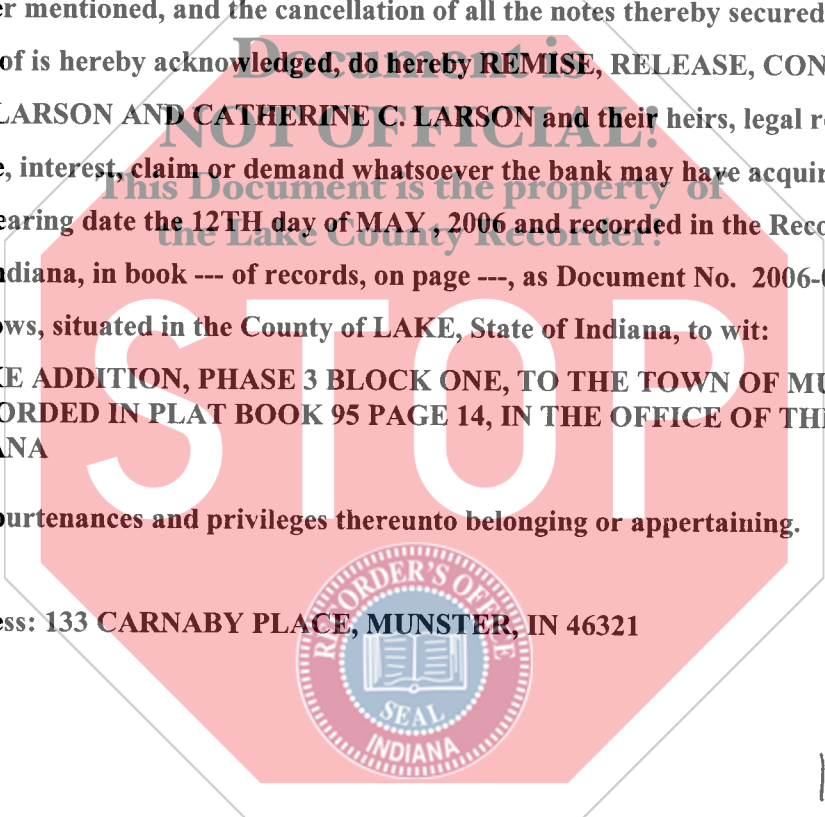 er mentioned, and the cancellation of all the notes thereby secured
Document is
of is hereby acknowledged, do hereby REMISE, RELEASE, CON
NOT OFFICIAL!
LARSON AND CATHERINE C. LARSON and their heirs, legal r
e, interest, claim or demand whatsoever the bank may have acquir
This Document is the property of
earing date the 12TH day of MAY , 2006 and recorded in the Reco
the Lake County Recorder!
ndiana, in book --- of records, on page ---, as Document No. 2006-0
ows, situated in the County of LAKE, State of Indiana, to wit:
STOP
KE ADDITION, PHASE 3 BLOCK ONE, TO THE TOWN OF MU
ORDED IN PLAT BOOK 95 PAGE 14, IN THE OFFICE OF THE
ANA
purtenances and privileges thereunto belonging or appertaining.
RECORDER'S OFFICE
ess: 133 CARNABY PLACE, MUNSTER, IN 46321
SEAL
INDIANA